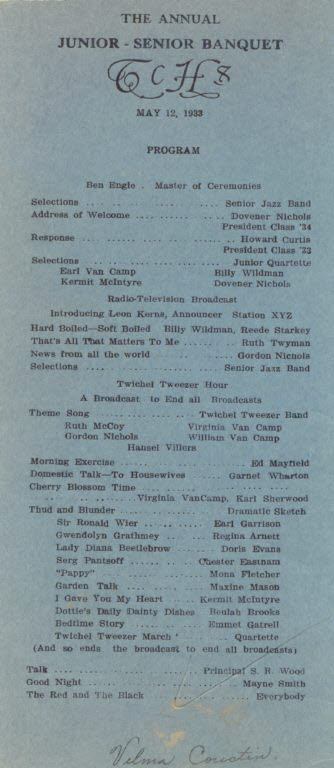 THE ANNUAL
JUNIOR - SENIOR BANQUET
T C H S
MAY 12, 1933
PROGRAM
Ben Engle . Master of Ceremonies
Selections .. .. .. .. .. .. .... Senior Jazz Band
Address of Welcome .... .. .. .. .... Dovener Nichols
President Class '34
Response .. .. .. .. .. .. .. .. Howard Curtis
President Class '33
Selections .. .. .. .. .. .. .. Junior Quartette
Earl Van Camp Billy Wildman
Kermit McIntyre Dovener Nichols
Radio-Television Broadcast
Introducing Leon Kerns, Announcer Station XYZ
Hard Boiled—Soft Boiled Billy Wildman, Reede Starkey
That's All That Matters To Me .. .. .. .. Ruth Twyman
News from all the world .. .. .. .. Gordon Nichols
Selections .. .. .. .. .. .. .. Senior Jazz Band
Twichel Tweezer Hour
A Broadcast to End all Broadcasts
Theme Song .. .. .. .. .. .. Twichel Tweezer Band
Ruth McCoy Virginia Van Camp
Gordon Nichols William Van Camp
Hansel Villers
Morning Exercise .. .. .. .. .. .. Ed Mayfield
Domestic Talk—To Housewives .. .. .. Garnet Wharton
Cherry Blossom Time .. .. .. .. .. .. ..
.. .. .. .. Virginia VanCamp, Karl Sherwood
Thud and Blunder .. .. .. .. .. Dramatic Sketch
Sir Ronald Wier .. .. .. Earl Garrison
Gwendolyn Grathmey .. .. Regina Arnett
Lady Diana Beetlebrow .. .. Doris Evans
Serg Pantsoff .. .. .. Chester Eastham
"Pappy" .. .. .. .. Mona Fletcher
Garden Talk .. .. .. .. Maxine Mason
I Gave You My Heart .. .. Kermit McIntyre
Dottie's Daily Dainty Dishes Beulah Brooks
Bedtime Story .. .. .. Emmet Gatrell
Twichel Tweezer March .. .. Quartette
(And so ends the broadcast to end all broadcasts)
Talk .. .. .. .. .. .. .. Principal S. R. Wood
Good Night .. .. .. .. .. .. .. Mayne Smith
The Red and The Black .. .. .. .. .. Everybody
Velma